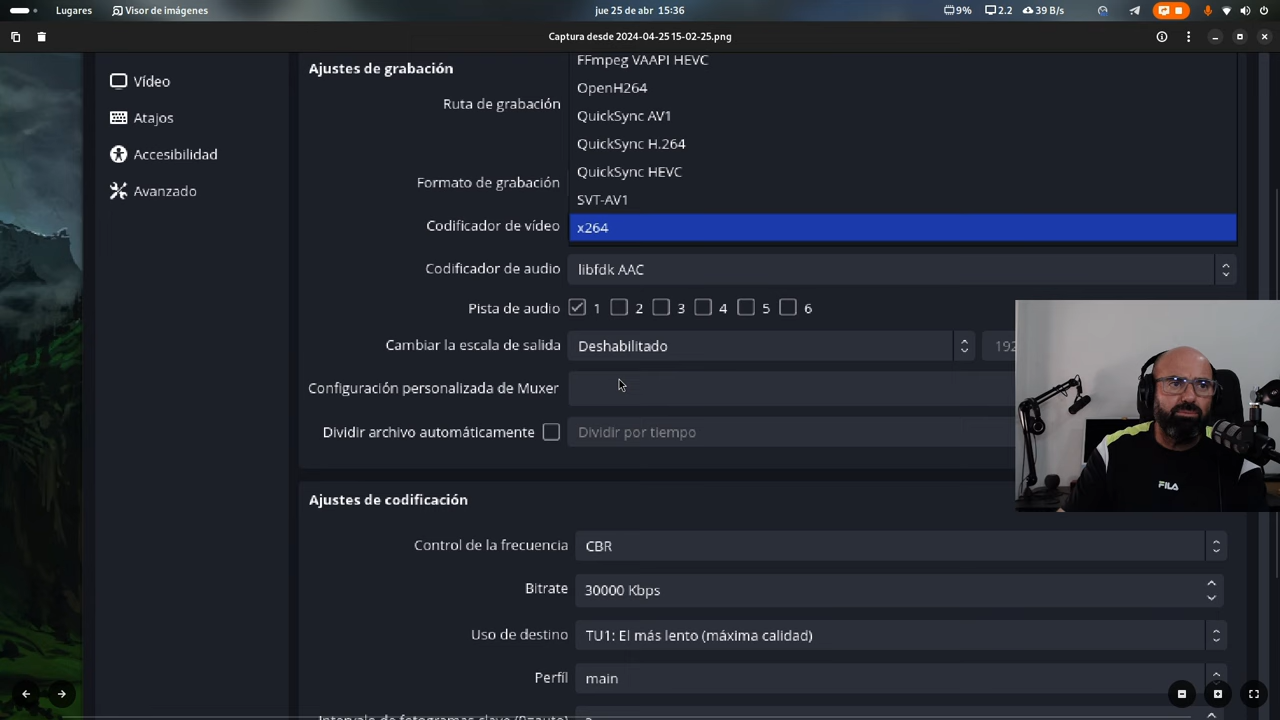 Lugares
Visor de imágenes
jue 25 de abr 15:36
9%
2.2
39 B/s
Captura desde 2024-04-25 15-02-25.png
Vídeo
Atajos
Accesibilidad
Avanzado
Ajustes de grabación
FFmpeg VAAPI HEVC
Ruta de grabación
OpenH264
QuickSync AV1
QuickSync H.264
QuickSync HEVC
Formato de grabación
SVT-AV1
Codificador de vídeo
x264
Codificador de audio
libfdk AAC
Pista de audio
1 2 3 4 5 6
Cambiar la escala de salida
Deshabilitado
192
Configuración personalizada de Muxer
Dividir archivo automáticamente
Dividir por tiempo
FILA
Ajustes de codificación
Control de la frecuencia
CBR
Bitrate
30000 Kbps
Uso de destino
TU1: El más lento (máxima calidad)
Perfil
main